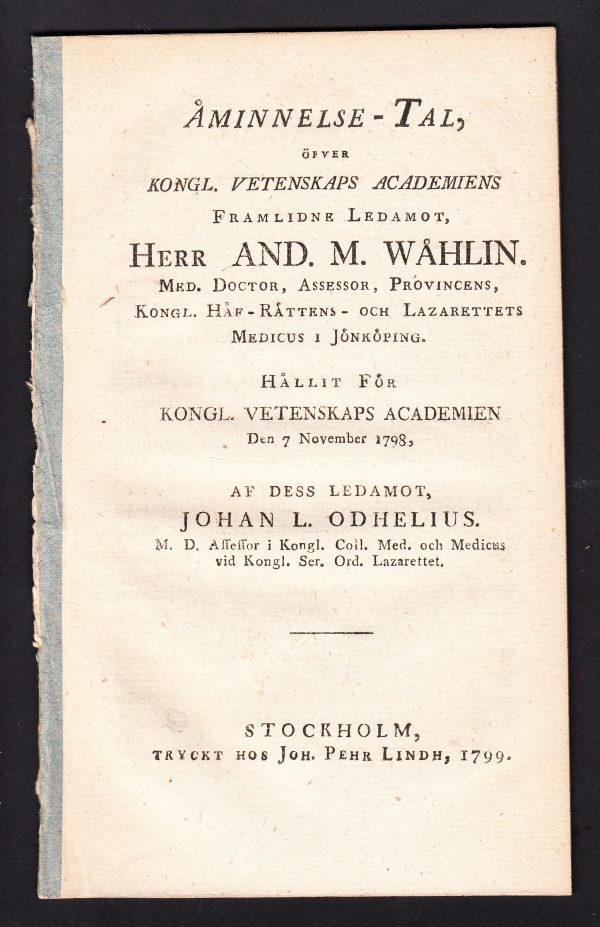 ÅMINNELSE-TAL,
ÖFVER
KONGL. VETENSKAPS ACADEMIENS
FRAMLIDNE LEDAMOT,
HERR AND. M. WÅHLIN.
MED. DOCTOR, ASSESSOR, PROVINCENS,
KONGL. HÅF-RÅTTENS- OCH LAZARETTETS
MEDICUS I JÖNKÖPING.
HÅLLIT FÖR
KONGL. VETENSKAPS ACADEMIEN
Den 7 November 1798,
AF DESS LEDAMOT,
JOHAN L. ODHELIUS.
M. D. Aſſeſſor i Kongl. Coll. Med. och Medicus
vid Kongl. Ser. Ord. Lazarettet.
STOCKHOLM,
TRYCKT HOS JOH. PEHR LINDH, 1799.